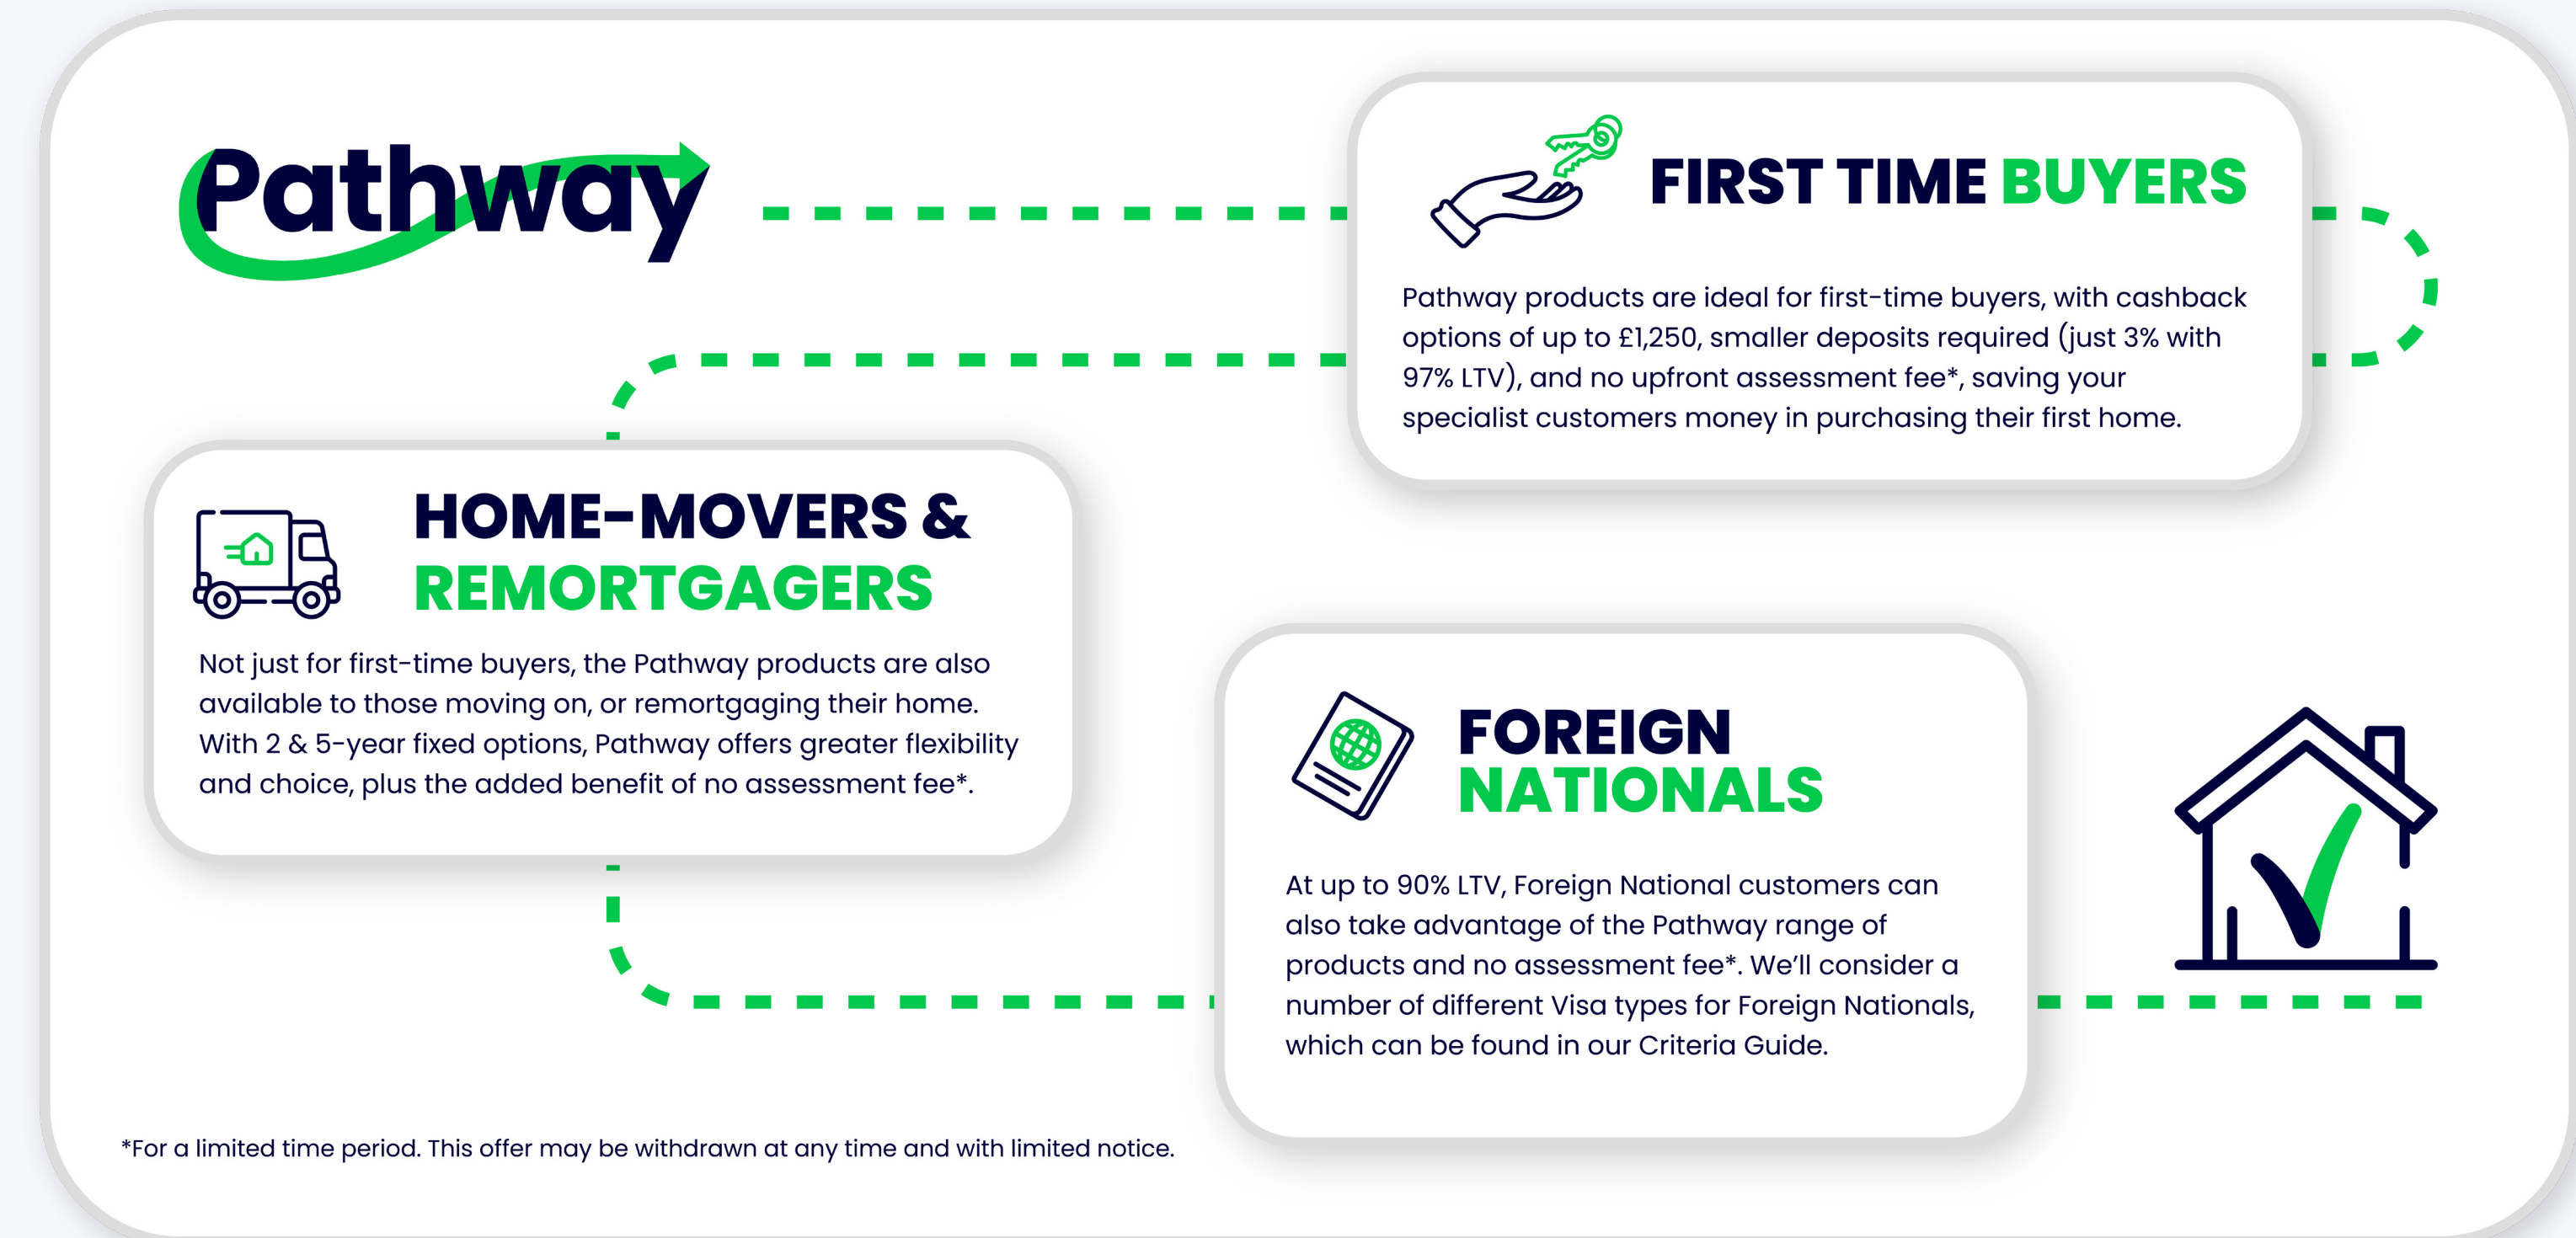 Pathway
FIRST TIME BUYERS
Pathway products are ideal for first-time buyers, with cashback
options of up to £1,250, smaller deposits required (just 3% with
97% LTV), and no upfront assessment fee*, saving your
specialist customers money in purchasing their first home.
HOME-MOVERS &
REMORTGAGERS
Not just for first-time buyers, the Pathway products are also
available to those moving on, or remortgaging their home.
With 2 & 5-year fixed options, Pathway offers greater flexibility
and choice, plus the added benefit of no assessment fee*.
FOREIGN
NATIONALS
At up to 90% LTV, Foreign National customers can
also take advantage of the Pathway range of
products and no assessment fee*. We’ll consider a
number of different Visa types for Foreign Nationals,
which can be found in our Criteria Guide.
*For a limited time period. This offer may be withdrawn at any time and with limited notice.